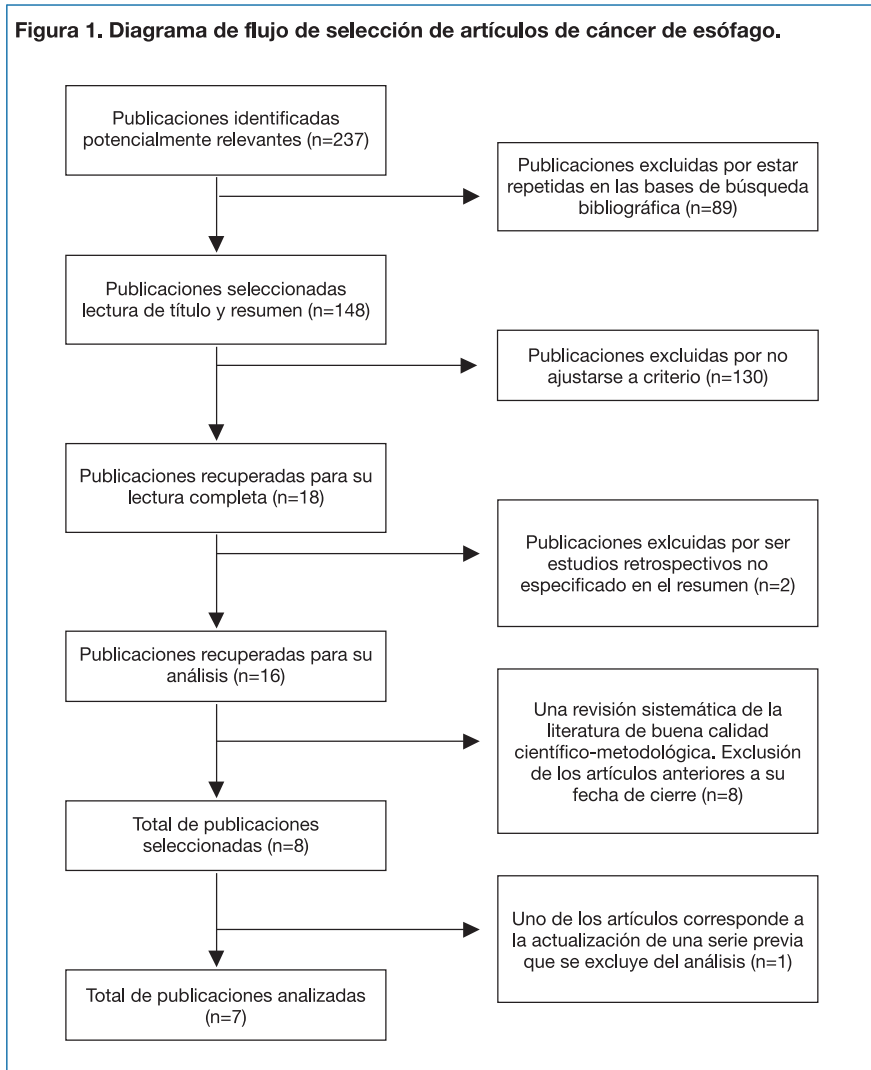 Figura 1. Diagrama de flujo de selección de artículos de cáncer de esófago.
Publicaciones identificadas
potencialmente relevantes (n=237)
Publicaciones excluidas por estar
repetidas en las bases de búsqueda
bibliográfica (n=89)
Publicaciones seleccionadas
lectura de título y resumen (n=148)
Publicaciones excluidas por no
ajustarse a criterio (n=130)
Publicaciones recuperadas para su
lectura completa (n=18)
Publicaciones exlcuidas por ser
estudios retrospectivos no
especificado en el resumen (n=2)
Publicaciones recuperadas para su
análisis (n=16)
Una revisión sistemática de la
literatura de buena calidad
científico-metodológica. Exclusión
de los artículos anteriores a su
fecha de cierre (n=8)
Total de publicaciones
seleccionadas (n=8)
Uno de los artículos corresponde a
la actualización de una serie previa
que se excluye del análisis (n=1)
Total de publicaciones analizadas
(n=7)